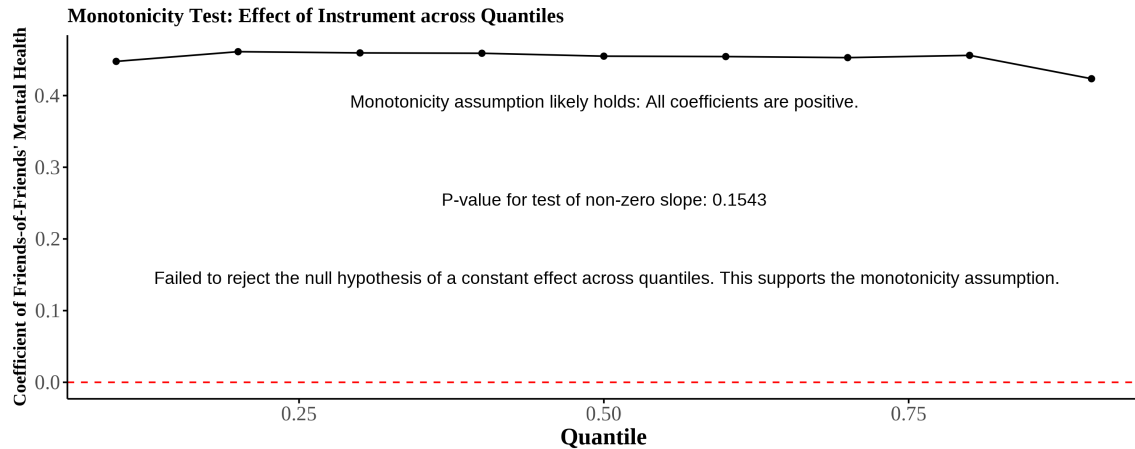 Monotonicity Test: Effect of Instrument across Quantiles
Coefficient of Friends-of-Friends' Mental Health
0.4
0.3
0.2
0.1
0.0
Monotonicity assumption likely holds: All coefficients are positive.
P-value for test of non-zero slope: 0.1543
Failed to reject the null hypothesis of a constant effect across quantiles. This supports the monotonicity assumption.
0.25
0.50
0.75
Quantile